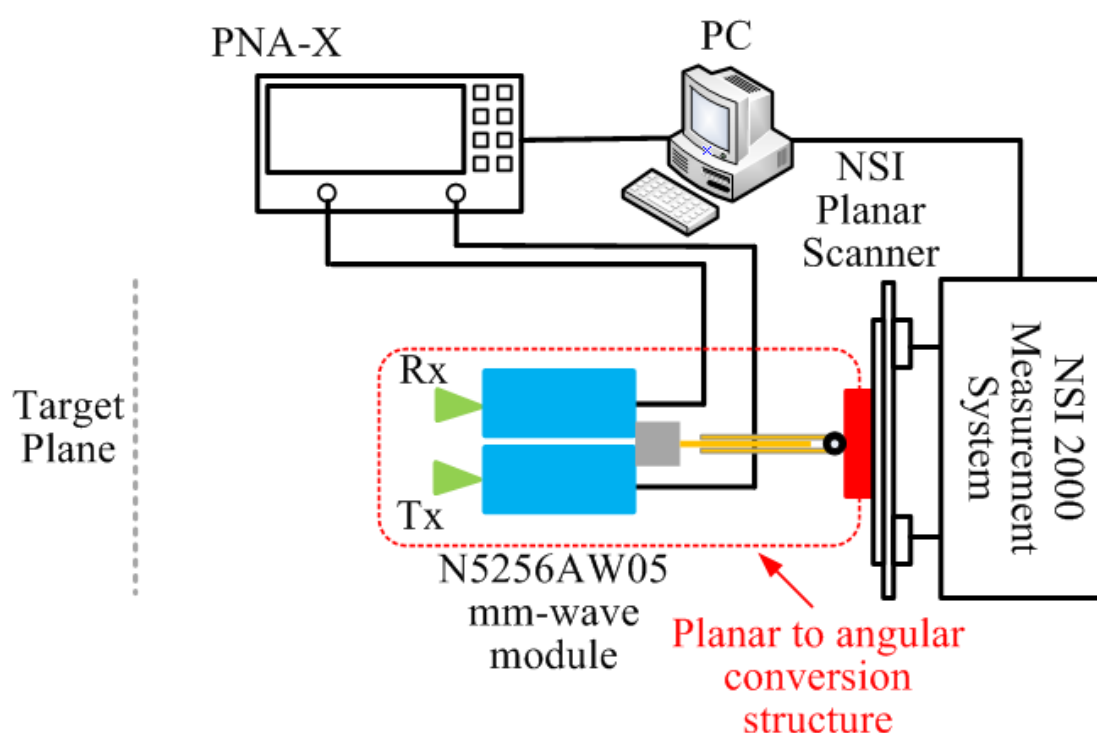 PNA-X
PC
NSI
Planar
Scanner
Target
Plane
Rx
Tx
N5256AW05
mm-wave
module
NSI 2000
Measurement
System
Planar to angular
conversion
structure